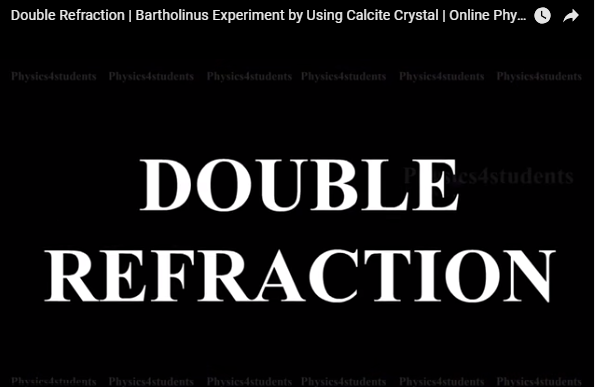 Double Refraction | Bartholinus Experiment by Using Calcite Crystal | Online Phy...
Physics4students Physics4students Physics4students Physics4students Physics4students Physics4students
DOUBLE
Physics4students
REFRACTION
Physics4students Physics4students Physics4students Physics4students Physics4students Physics4students